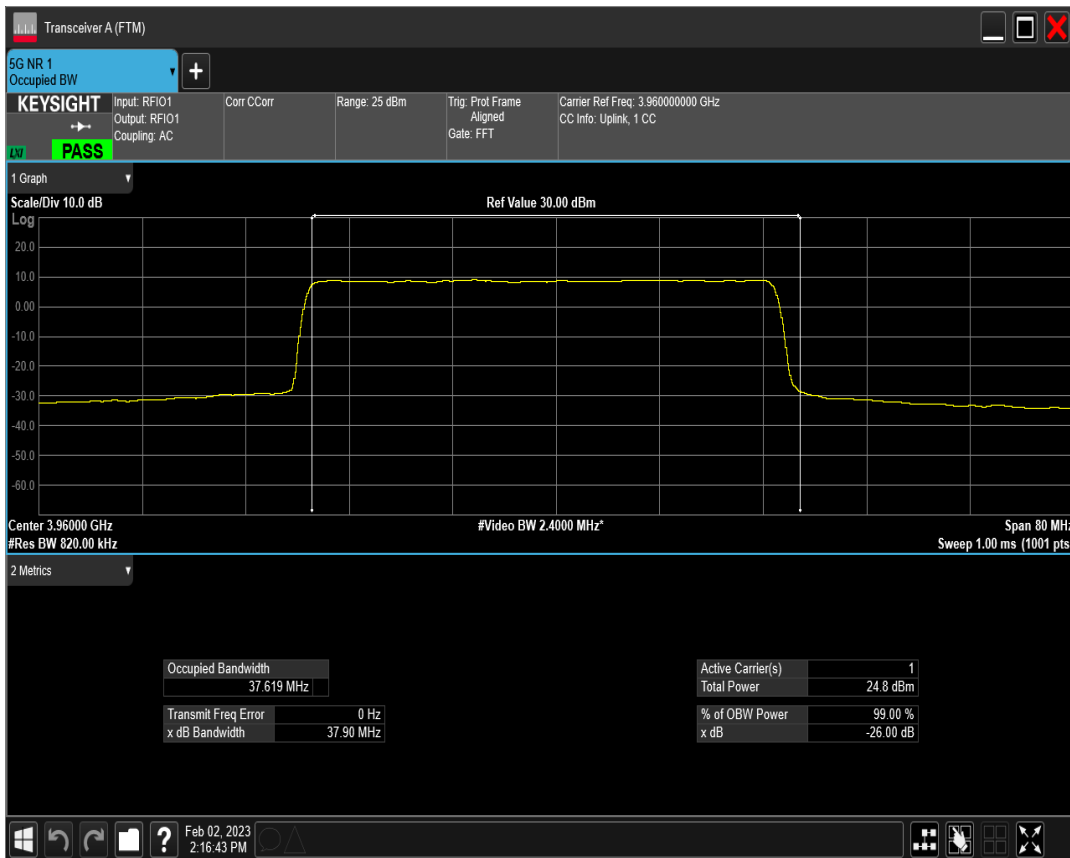 Transceiver A (FTM)
5G NR 1
Occupied BW
+
KEYSIGHT
LXI
PASS
Input: RFIO1
Output: RFIO1
Coupling: AC
Corr CCorr
Range: 25 dBm
Trig: Prot Frame
Aligned
Gate: FFT
Carrier Ref Freq: 3.960000000 GHz
CC Info: Uplink, 1 CC
1 Graph
Scale/Div 10.0 dB
Ref Value 30.00 dBm
Log
20.0
10.0
0.00
-10.0
-20.0
-30.0
-40.0
-50.0
-60.0
Center 3.96000 GHz
#Video BW 2.4000 MHz*
Span 80 MHz
#Res BW 820.00 kHz
Sweep 1.00 ms (1001 pts
2 Metrics
Occupied Bandwidth
37.619 MHz
Transmit Freq Error 0 Hz
x dB Bandwidth 37.90 MHz
Active Carrier(s) 1
Total Power 24.8 dBm
% of OBW Power 99.00 %
x dB -26.00 dB
?
Feb 02, 2023
2:16:43 PM